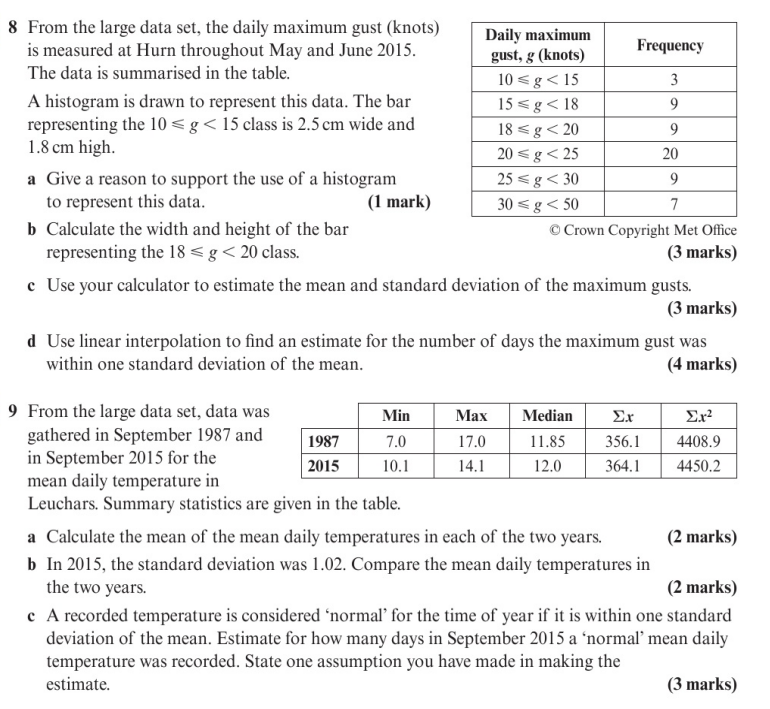 8 From the large data set, the daily maximum gust (knots)
is measured at Hurn throughout May and June 2015.
The data is summarised in the table.
A histogram is drawn to represent this data. The bar
representing the 10 ⩽ g < 15 class is 2.5 cm wide and
1.8 cm high.
a Give a reason to support the use of a histogram
to represent this data. (1 mark)
b Calculate the width and height of the bar
representing the 18 ⩽ g < 20 class. (3 marks)
Daily maximum gust, g (knots) Frequency
10 ⩽ g < 15 3
15 ⩽ g < 18 9
18 ⩽ g < 20 9
20 ⩽ g < 25 20
25 ⩽ g < 30 9
30 ⩽ g < 50 7
© Crown Copyright Met Office
c Use your calculator to estimate the mean and standard deviation of the maximum gusts.
(3 marks)
d Use linear interpolation to find an estimate for the number of days the maximum gust was
within one standard deviation of the mean. (4 marks)
9 From the large data set, data was
gathered in September 1987 and
in September 2015 for the
mean daily temperature in
Leuchars. Summary statistics are given in the table.
Min Max Median Σx Σx²
1987 7.0 17.0 11.85 356.1 4408.9
2015 10.1 14.1 12.0 364.1 4450.2
a Calculate the mean of the mean daily temperatures in each of the two years. (2 marks)
b In 2015, the standard deviation was 1.02. Compare the mean daily temperatures in
the two years. (2 marks)
c A recorded temperature is considered ‘normal’ for the time of year if it is within one standard
deviation of the mean. Estimate for how many days in September 2015 a ‘normal’ mean daily
temperature was recorded. State one assumption you have made in making the
estimate. (3 marks)